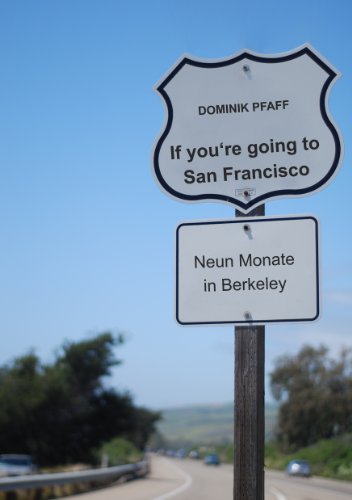 DOMINIK PFAFF
If you're going to
San Francisco
Neun Monate
in Berkeley